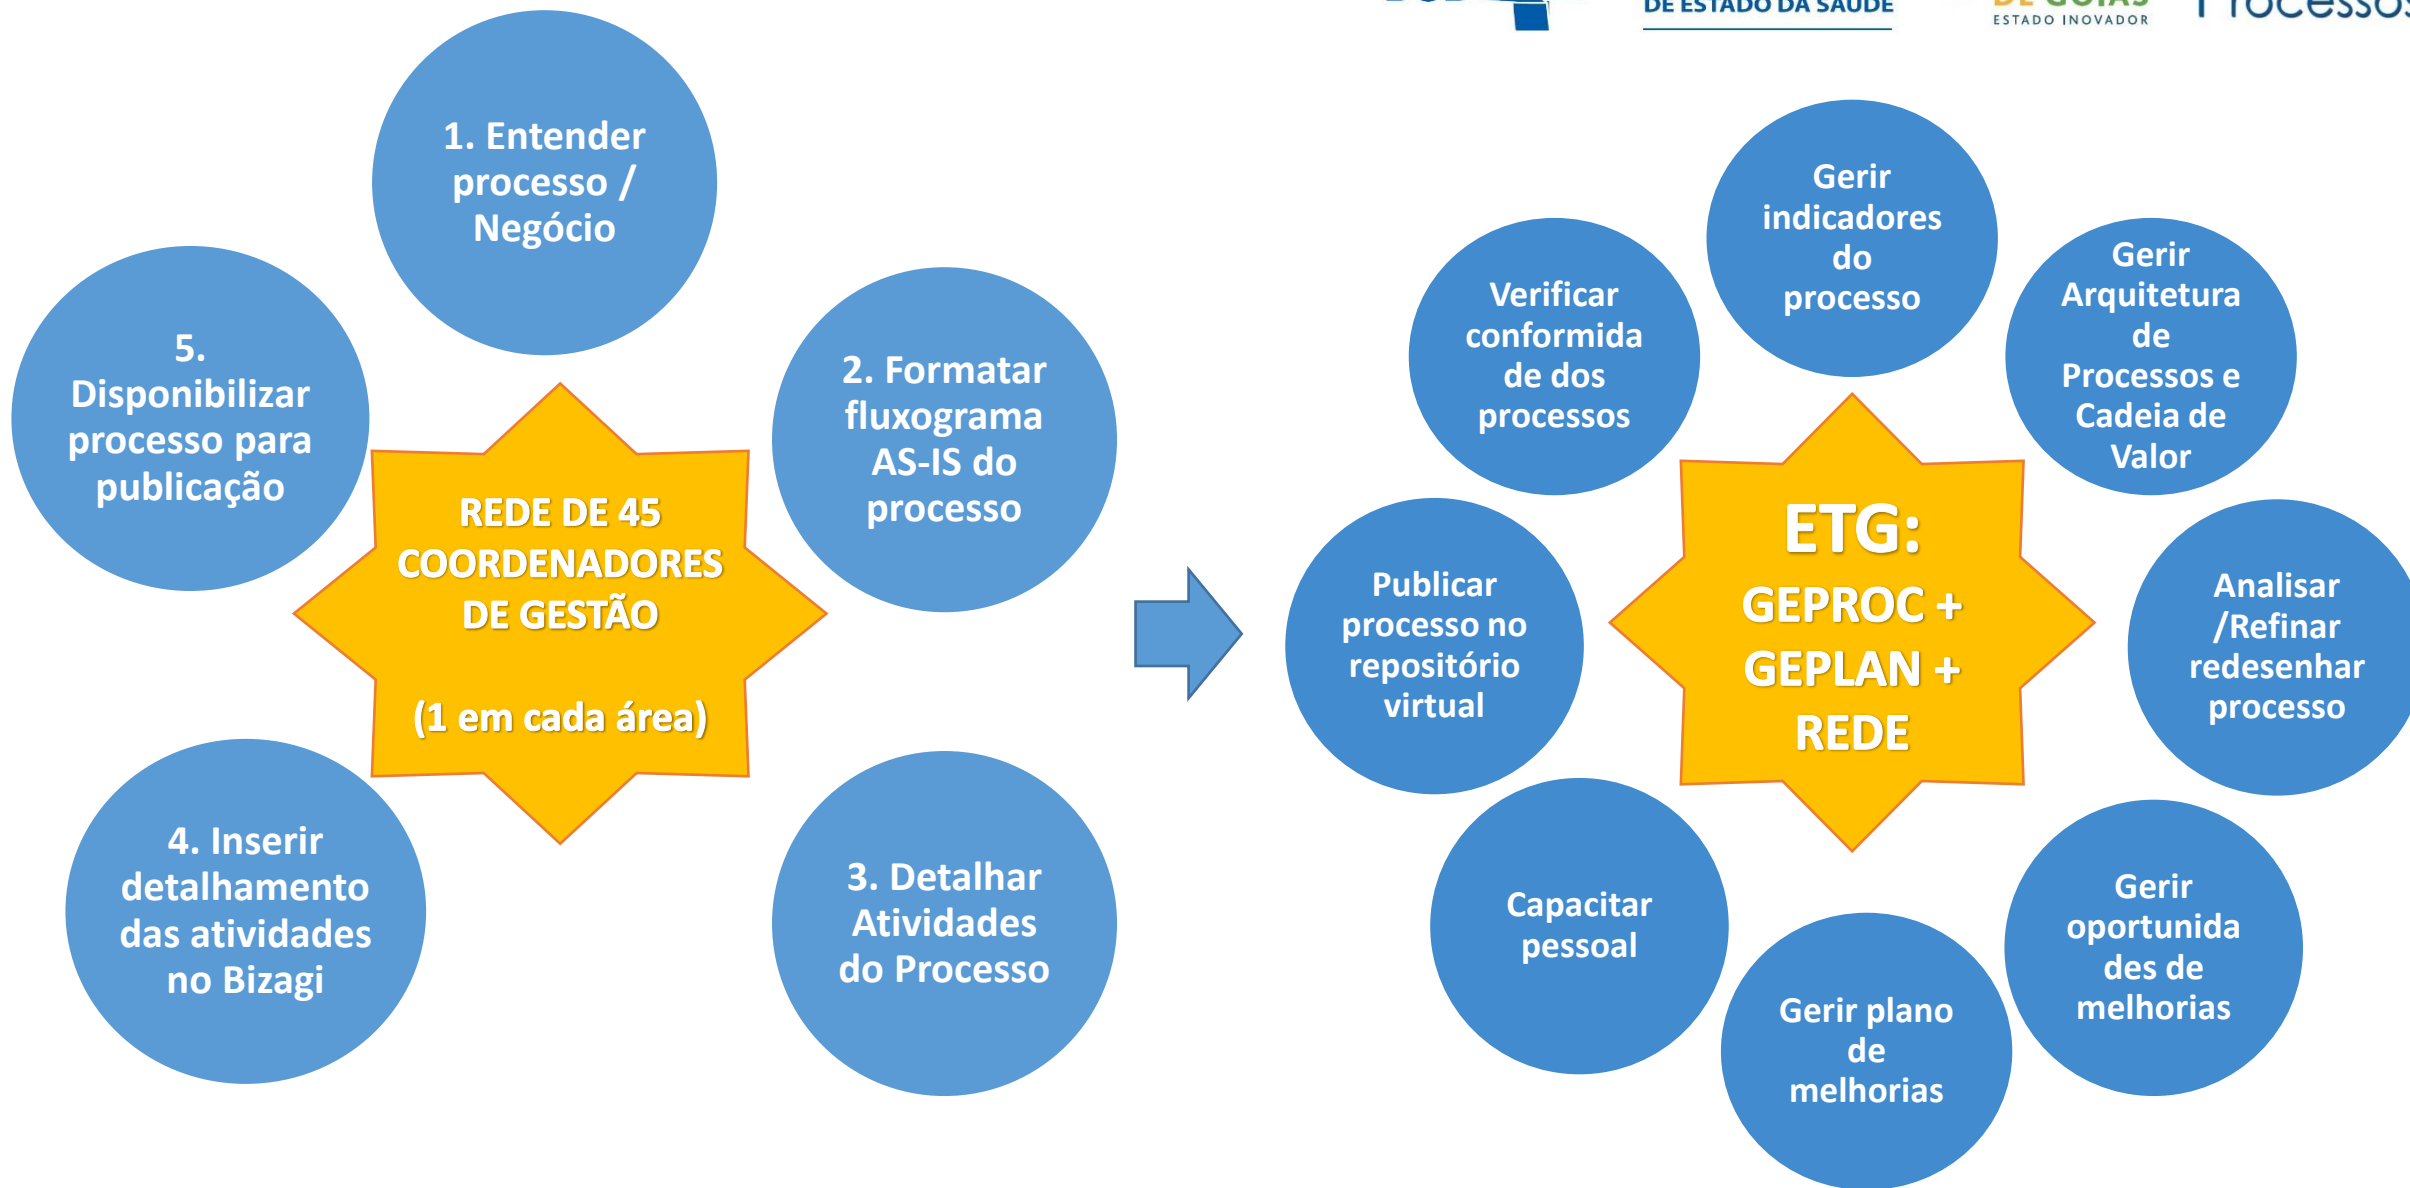 DE ESTADO DA SAÚDE
DE GOIÁS
ESTADO INOVADOR
Processos
1. Entender
processo /
Negócio
2. Formatar
fluxograma
AS-IS do
processo
3. Detalhar
Atividades
do Processo
4. Inserir
detalhamento
das atividades
no Bizagi
5.
Disponibilizar
processo para
publicação
REDE DE 45
COORDENADORES
DE GESTÃO
(1 em cada área)
Gerir
indicadores
do
processo
Gerir
Arquitetura
de
Processos e
Cadeia de
Valor
Analisar
/Refinar
redesenhar
processo
Gerir
oportunida
des de
melhorias
Gerir plano
de
melhorias
Capacitar
pessoal
Publicar
processo no
repositório
virtual
Verificar
conformida
de dos
processos
ETG:
GEPROC +
GEPLAN +
REDE